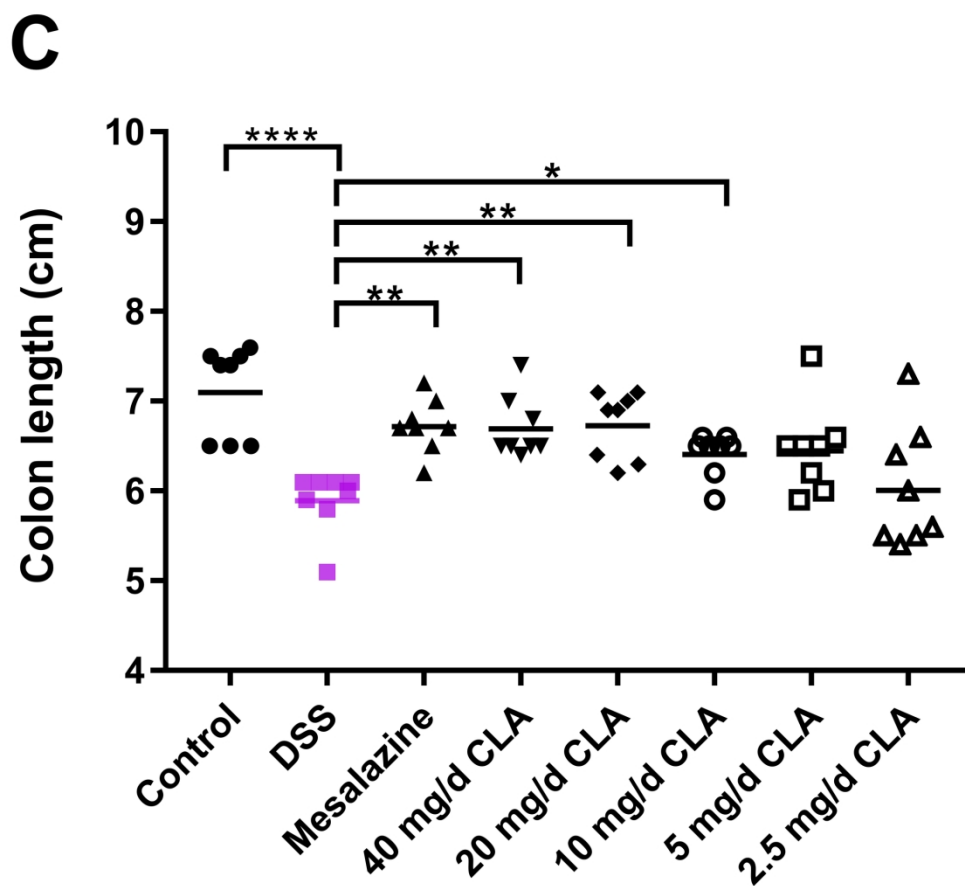 C
Colon length (cm)
10
9
8
7
6
5
4
****
*
**
**
**
Control
DSS
Mesalazine
40 mg/d CLA
20 mg/d CLA
10 mg/d CLA
5 mg/d CLA
2.5 mg/d CLA